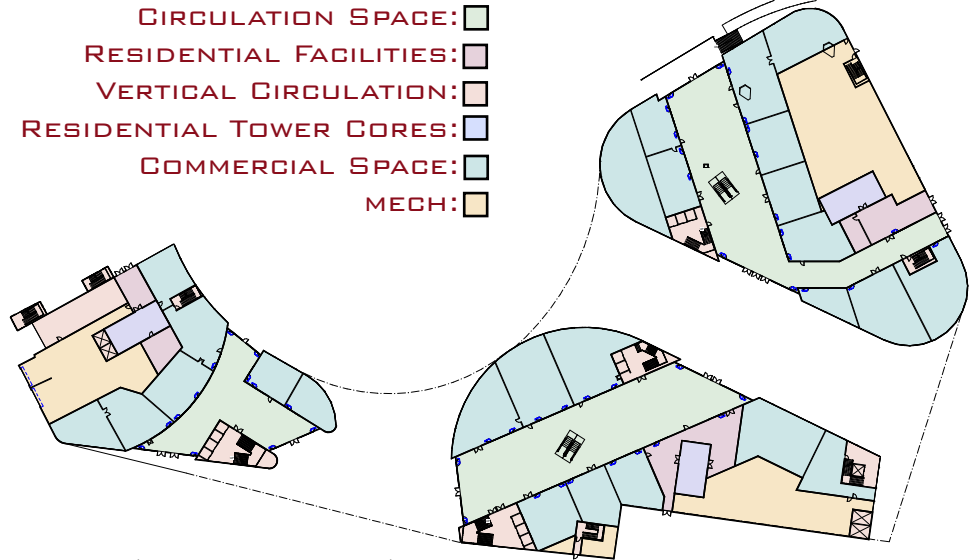 Circulation Space:
Residential Facilities:
Vertical Circulation:
Residential Tower Cores:
Commercial Space:
mech: